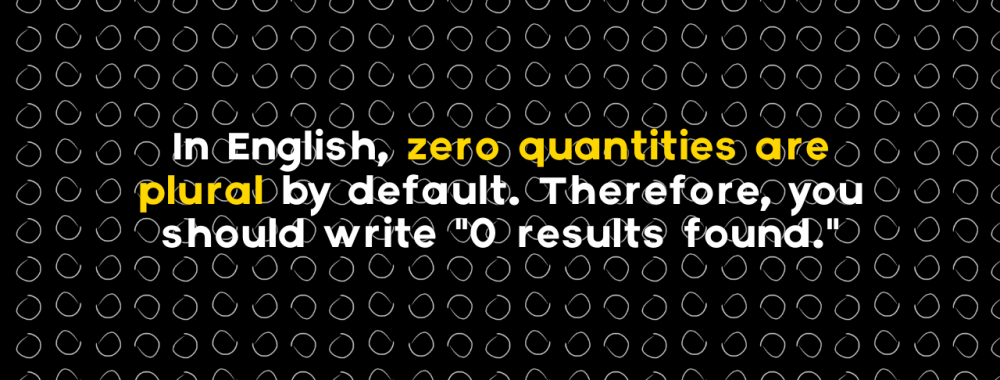 In English, zero quantities are
plural by default. Therefore, you
should write "0 results found."